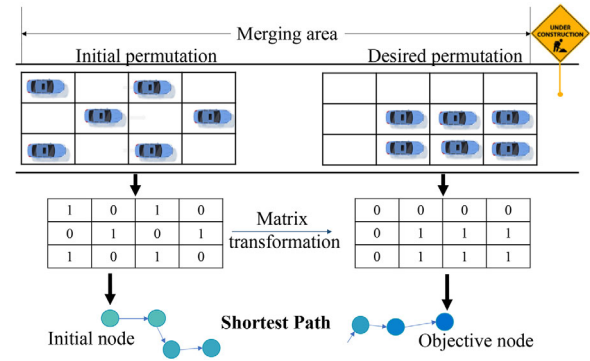 Merging area
UNDER
CONSTRUCTION
Initial permutation
Desired permutation
1 0 1 0
0 1 0 1
1 0 1 0
Matrix
transformation
0 0 0 0
0 1 1 1
0 1 1 1
Initial node
Shortest Path
Objective node